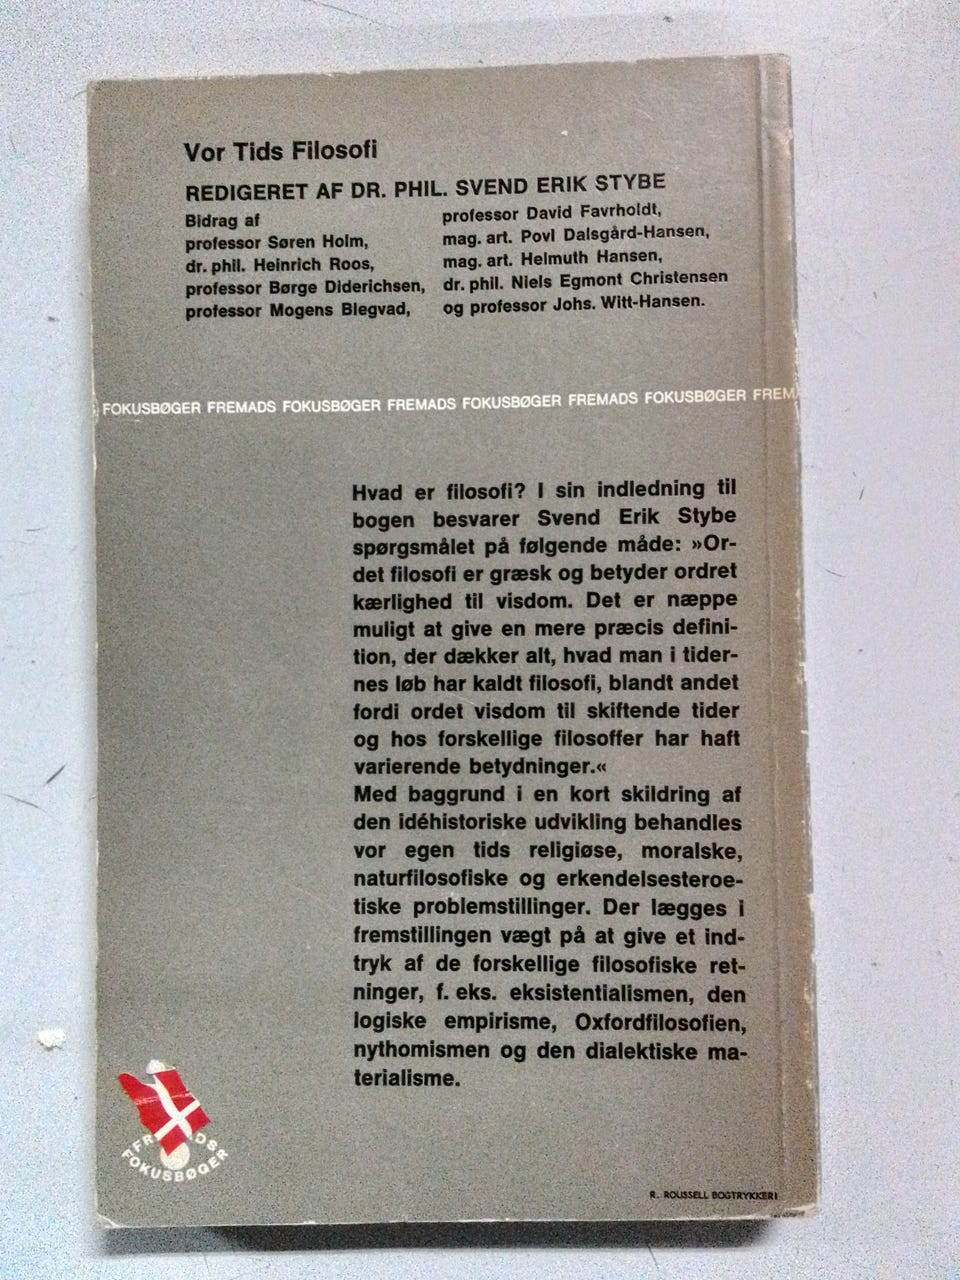 Vor Tids Filosofi
REDIGERET AF DR. PHIL. SVEND ERIK STYBE
Bidrag af
professor Søren Holm,
dr. phil. Heinrich Roos,
professor Børge Diderichsen,
professor Mogens Blegvad,
professor David Favrholdt,
mag. art. Povl Dalsgård-Hansen,
mag. art. Helmuth Hansen,
dr. phil. Niels Egmont Christensen
og professor Johs. Witt-Hansen.
FOKUSBØGER FREMADS FOKUSBØGER FREMADS FOKUSBØGER FREMADS FOKUSBØGER FREM
Hvad er filosofi? I sin indledning til
bogen besvarer Svend Erik Stybe
spørgsmålet på følgende måde: »Or-
det filosofi er græsk og betyder ordret
kærlighed til visdom. Det er næppe
muligt at give en mere præcis defini-
tion, der dækker alt, hvad man i tider-
nes løb har kaldt filosofi, blandt andet
fordi ordet visdom til skiftende tider
og hos forskellige filosoffer har haft
varierende betydninger.«
Med baggrund i en kort skildring af
den idéhistoriske udvikling behandles
vor egen tids religiøse, moralske,
naturfilosofiske og erkendelsesteroe-
tiske problemstillinger. Der lægges i
fremstillingen vægt på at give et ind-
tryk af de forskellige filosofiske ret-
ninger, f. eks. eksistentialismen, den
logiske empirisme, Oxfordfilosofien,
nythomismen og den dialektiske ma-
terialisme.
FR DS
FOKUSBØGER
R. ROUSSELL BOGTRYKKERI